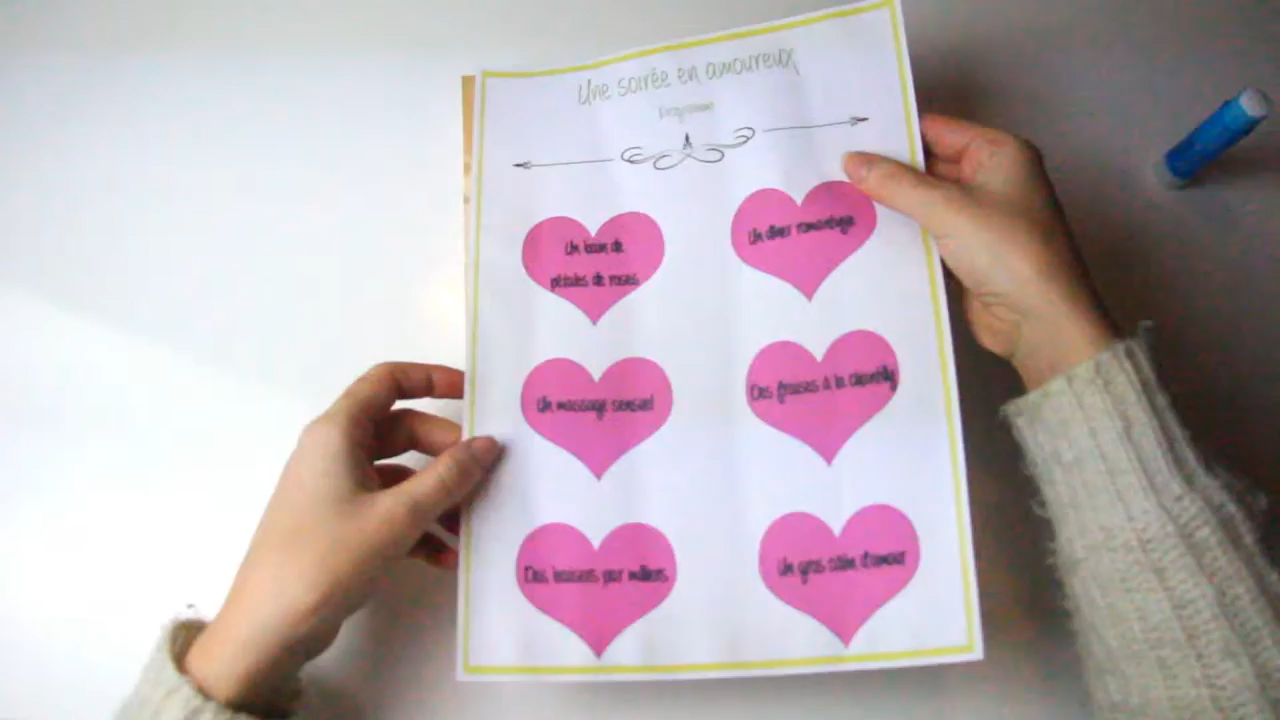 Une soirée en amoureux
Programme
Un bain de
pétales de roses
Un dîner romantique
Un massage sensuel
Des fraises à la chantilly
Des baisers par milliers
Un gros câlin d'amour